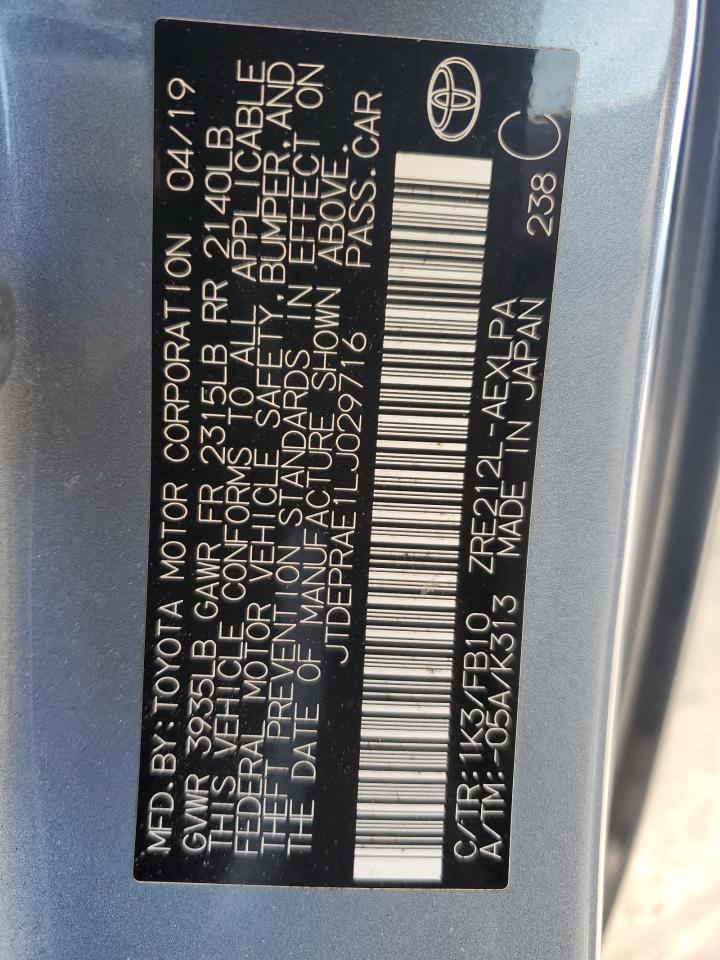 MFD.BY:TOYOTA MOTOR CORPORATION 04/19
GVWR 3935LB GAWR FR 2315LB RR 2140LB
THIS VEHICLE CONFORMS TO ALL APPLICABLE
FEDERAL MOTOR VEHICLE SAFETY,BUMPER,AND
THEFT PREVENTION STANDARDS IN EFFECT ON
THE DATE OF MANUFACTURE SHOWN ABOVE.
JTDEPRAE1LJ029716 PASS.CAR
C/TR:1K3/FB10 ZRE212L-AEXLPA 238
A/TM:-05A/K313 MADE IN JAPAN C